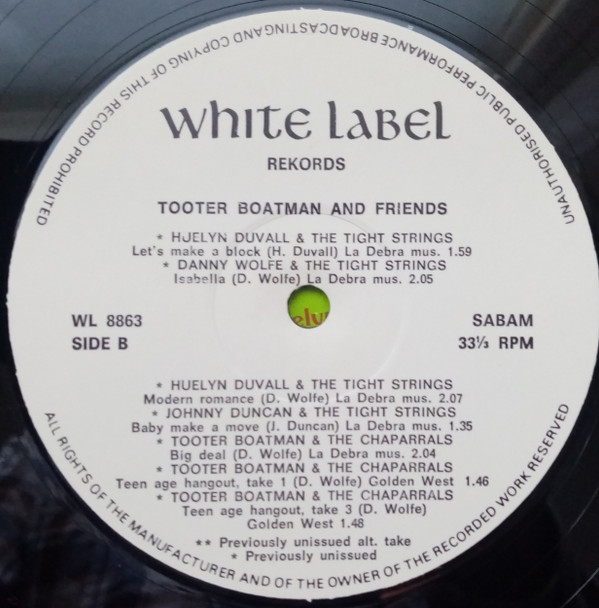 UNAUTHORISED PUBLIC PERFORMANCE BROADCASTING AND COPYING OF THIS RECORD PROHIBITED
white label
REKORDS
TOOTER BOATMAN AND FRIENDS
* HUELYN DUVALL & THE TIGHT STRINGS
Let's make a block (H. Duvall) La Debra mus. 1.59
* DANNY WOLFE & THE TIGHT STRINGS
Isabella (D. Wolfe) La Debra mus. 2.05
WL 8863
SIDE B
SABAM
33⅓ RPM
* HUELYN DUVALL & THE TIGHT STRINGS
Modern romance (D. Wolfe) La Debra mus. 2.07
* JOHNNY DUNCAN & THE TIGHT STRINGS
Baby make a move (J. Duncan) La Debra mus. 1.35
* TOOTER BOATMAN & THE CHAPARRALS
Big deal (D. Wolfe) La Debra mus. 2.04
* TOOTER BOATMAN & THE CHAPARRALS
Teen age hangout, take 1 (D. Wolfe) Golden West 1.46
* TOOTER BOATMAN & THE CHAPARRALS
Teen age hangout, take 3 (D. Wolfe)
Golden West 1.48
** Previously unissued alt. take
* Previously unissued
ALL RIGHTS OF THE MANUFACTURER AND OF THE OWNER OF THE RECORDED WORK RESERVED